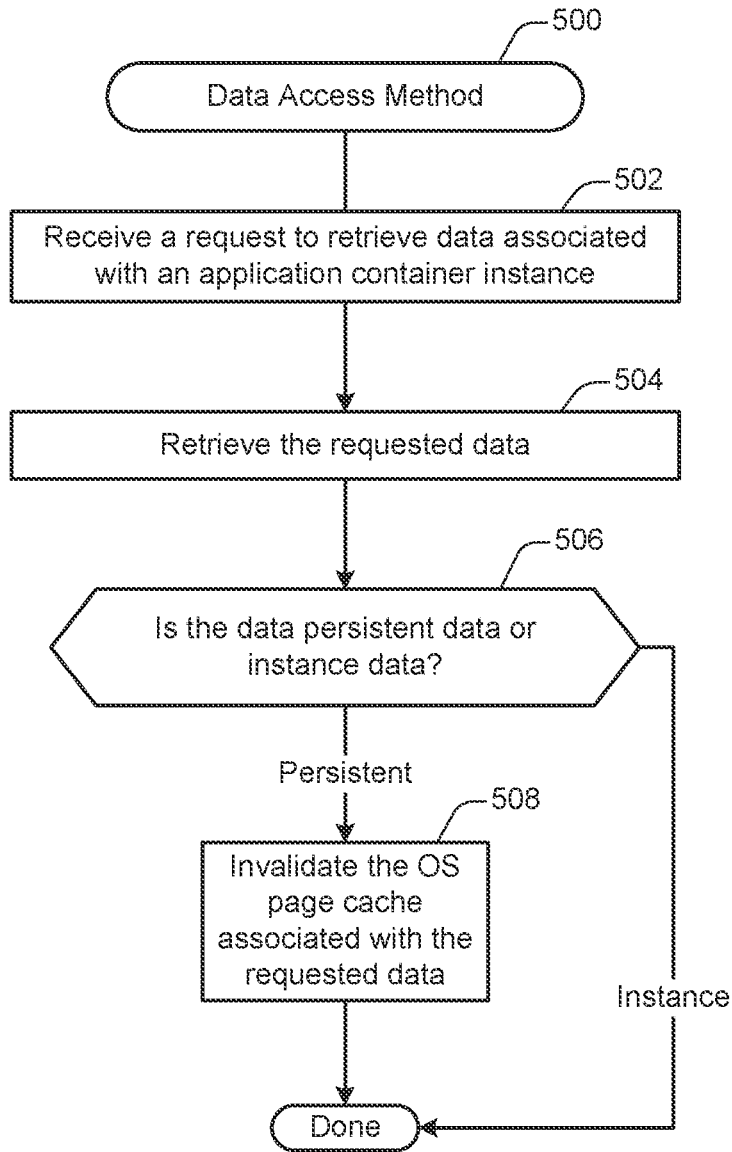 500
Data Access Method
502
Receive a request to retrieve data associated
with an application container instance
504
Retrieve the requested data
506
Is the data persistent data or
instance data?
Persistent
508
Invalidate the OS
page cache
associated with the
requested data
Instance
Done